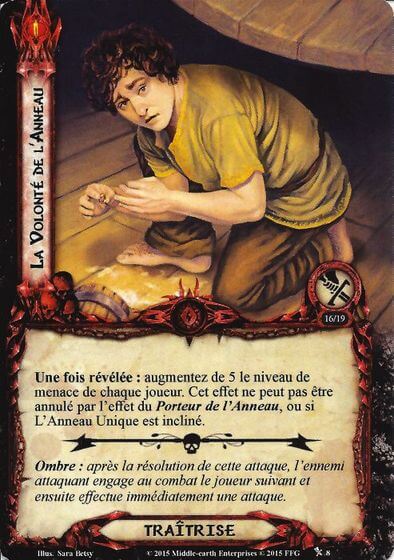 La Volonté de l'Anneau
16/19
Une fois révélée : augmentez de 5 le niveau de
menace de chaque joueur. Cet effet ne peut pas être
annulé par l'effet du Porteur de l'Anneau, ou si
L'Anneau Unique est incliné.
Ombre : après la résolution de cette attaque, l'ennemi
attaquant engage au combat le joueur suivant et
ensuite effectue immédiatement une attaque.
TRAÎTRISE
Illus. Sara Betsy
© 2015 Middle-earth Enterprises © 2015 FFG
8